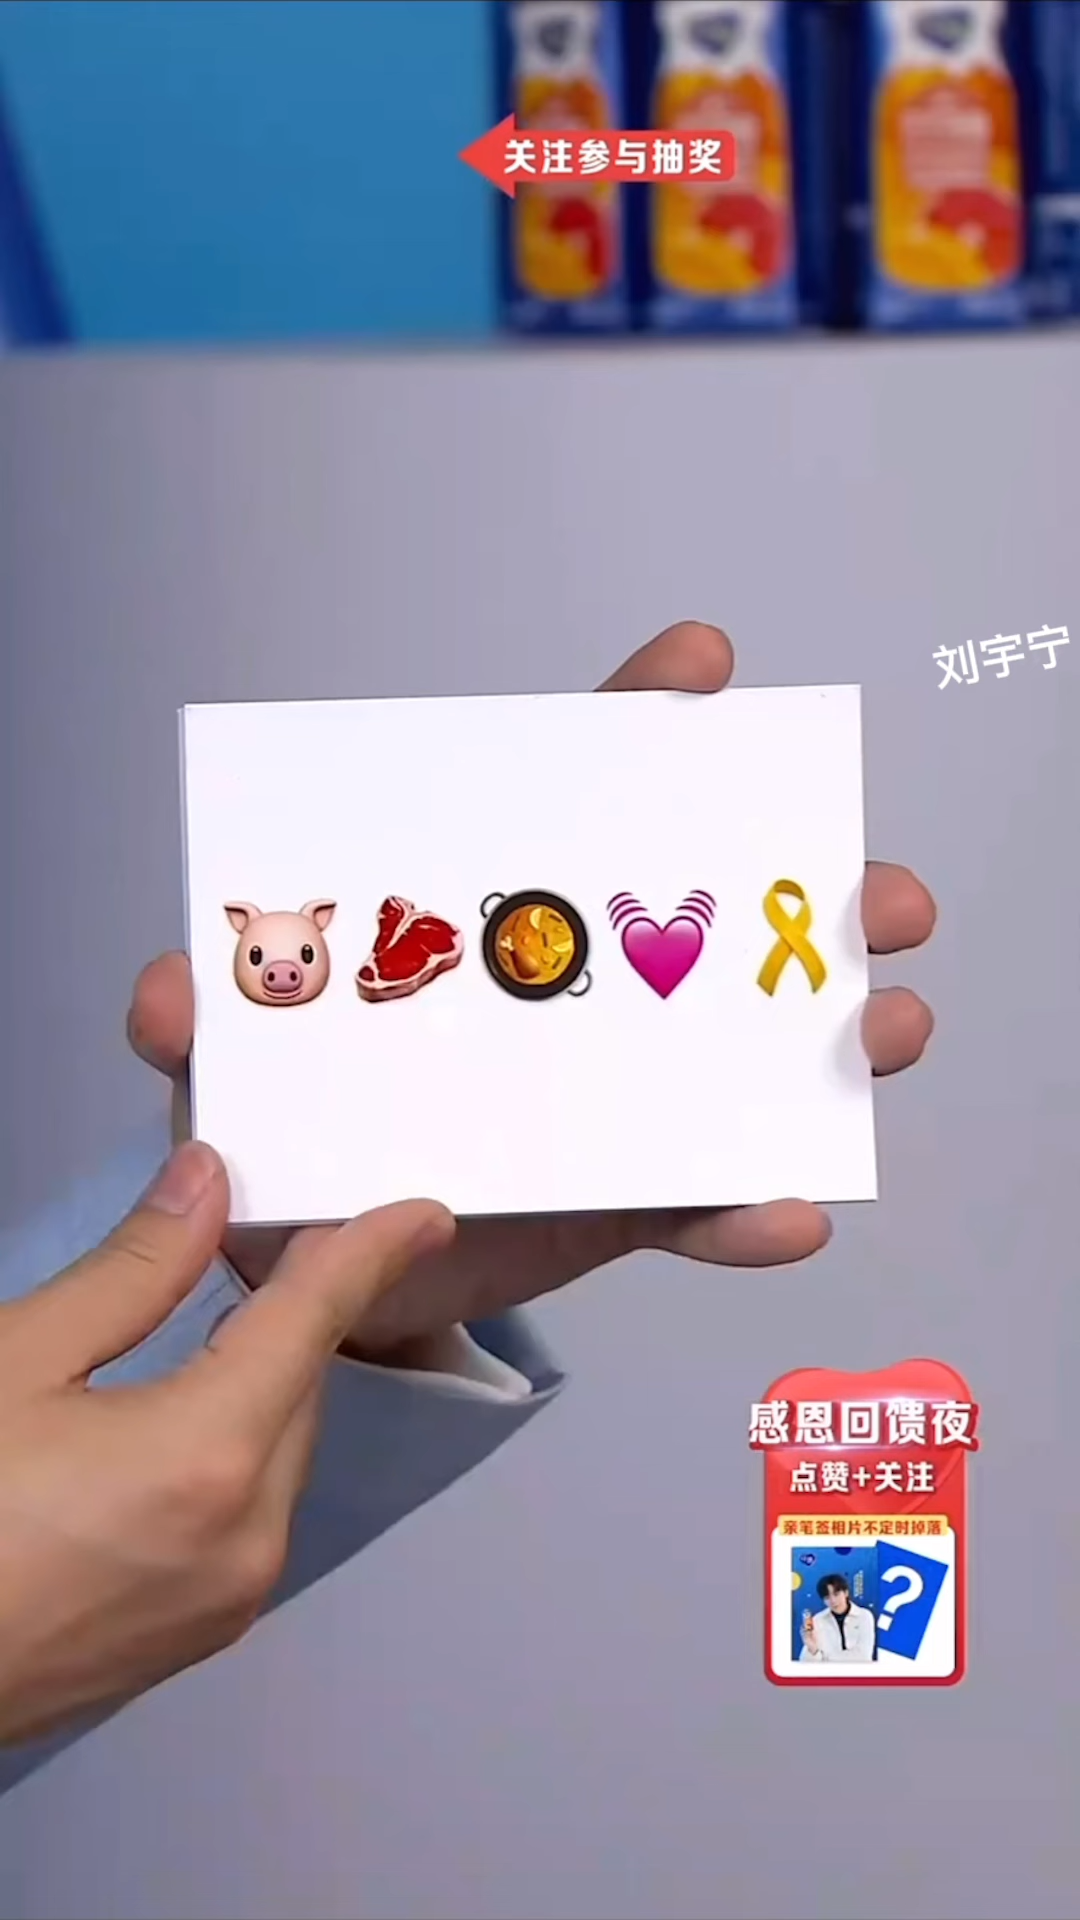 关注参与抽奖
刘宇宁
感恩回馈夜
点赞+关注
亲笔签相片不定时掉落
?